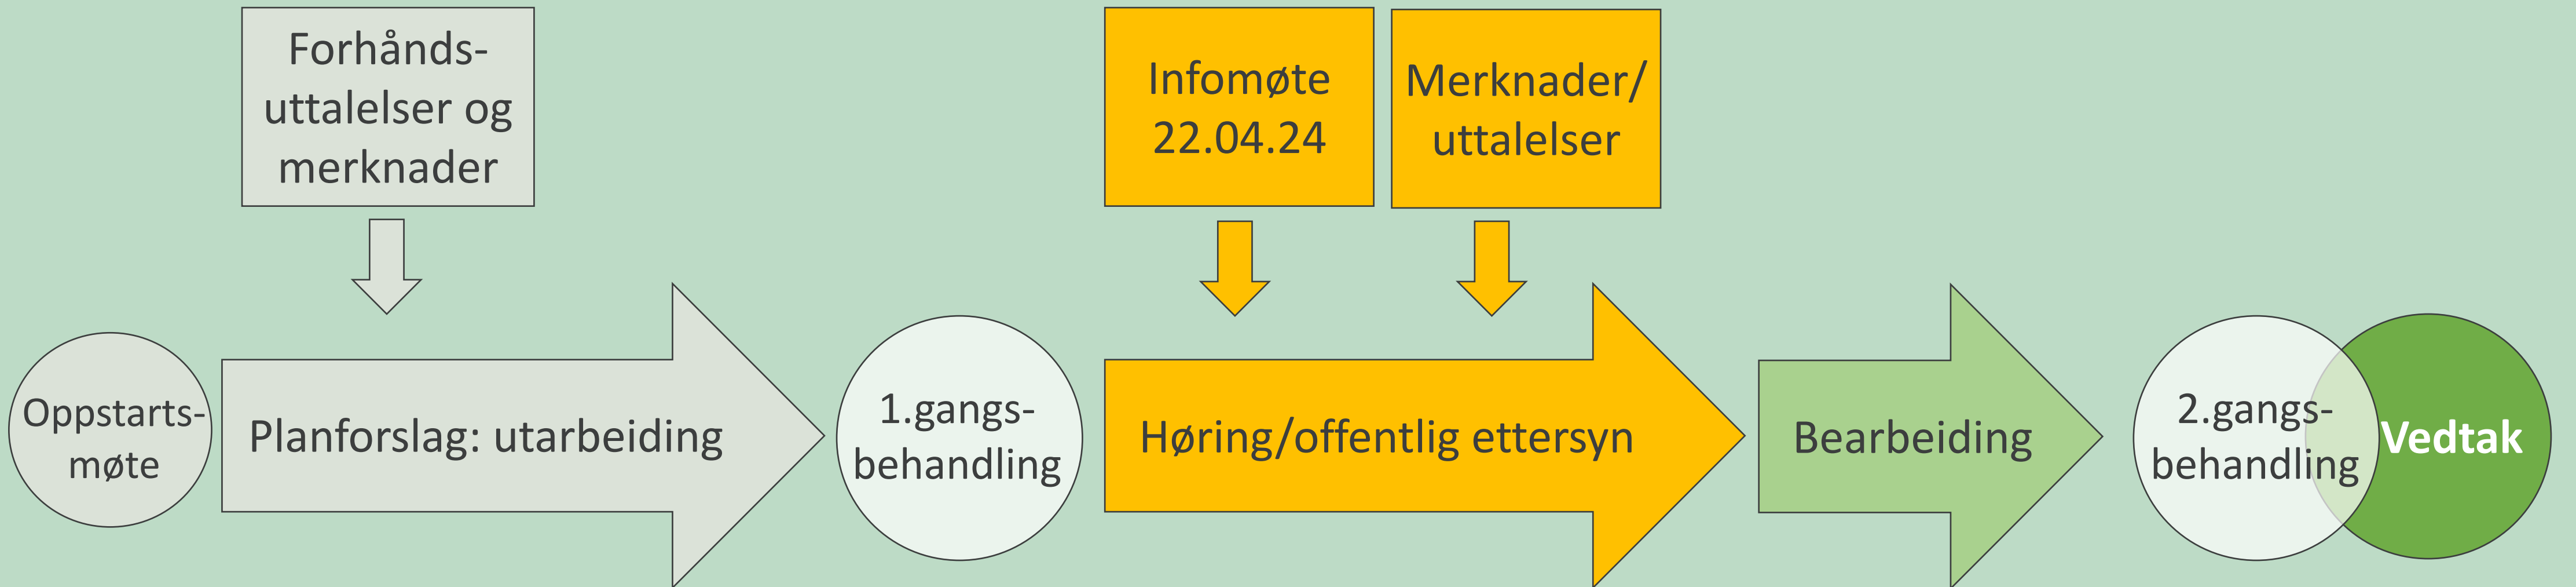 Forhånds-
uttalelser og
merknader
Infomøte
22.04.24
Merknader/
uttalelser
Oppstarts-
møte
Planforslag: utarbeiding
1.gangs-
behandling
Høring/offentlig ettersyn
Bearbeiding
2.gangs-
behandling
Vedtak